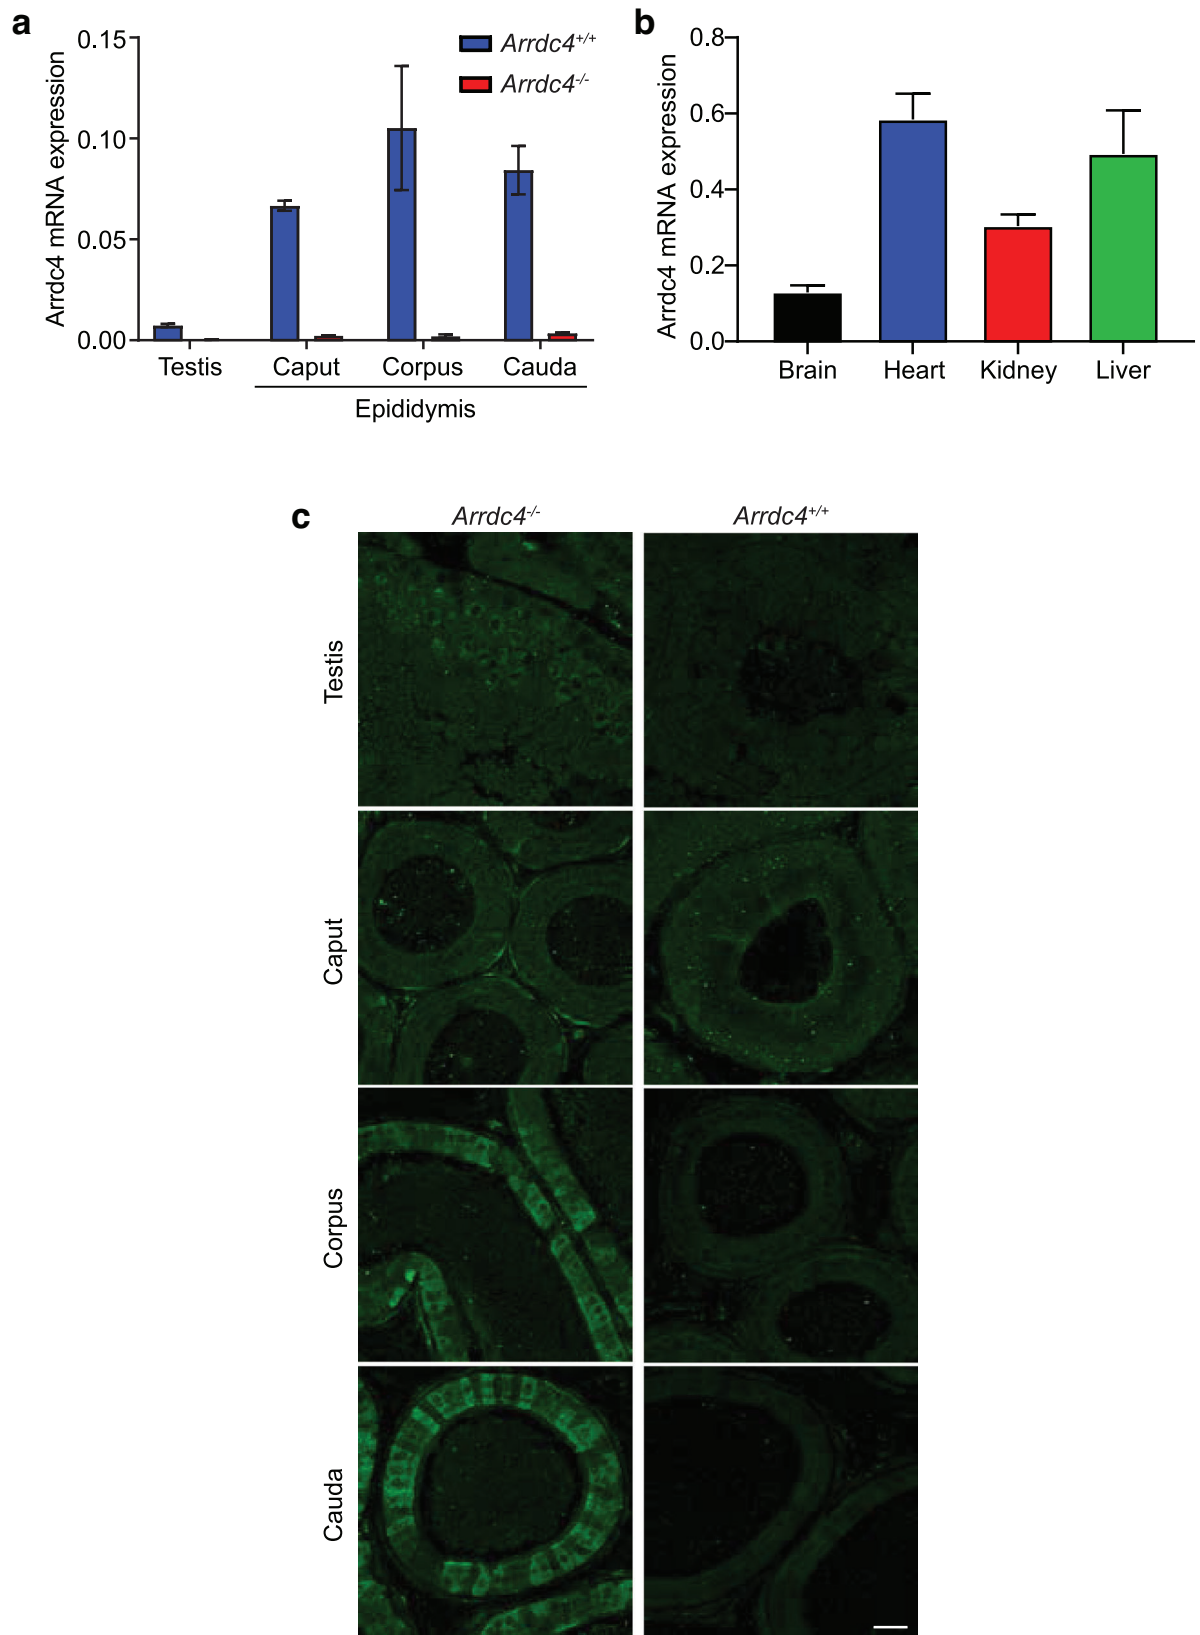 a
0.15
0.10
0.05
0.00
Arrdc4 mRNA expression
Arrdc4+/+
Arrdc4-/-
Testis Caput Corpus Cauda
Epididymis
b
0.8
0.6
0.4
0.2
0.0
Arrdc4 mRNA expression
Brain Heart Kidney Liver
c
Arrdc4-/- Arrdc4+/+
Testis
Caput
Corpus
Cauda